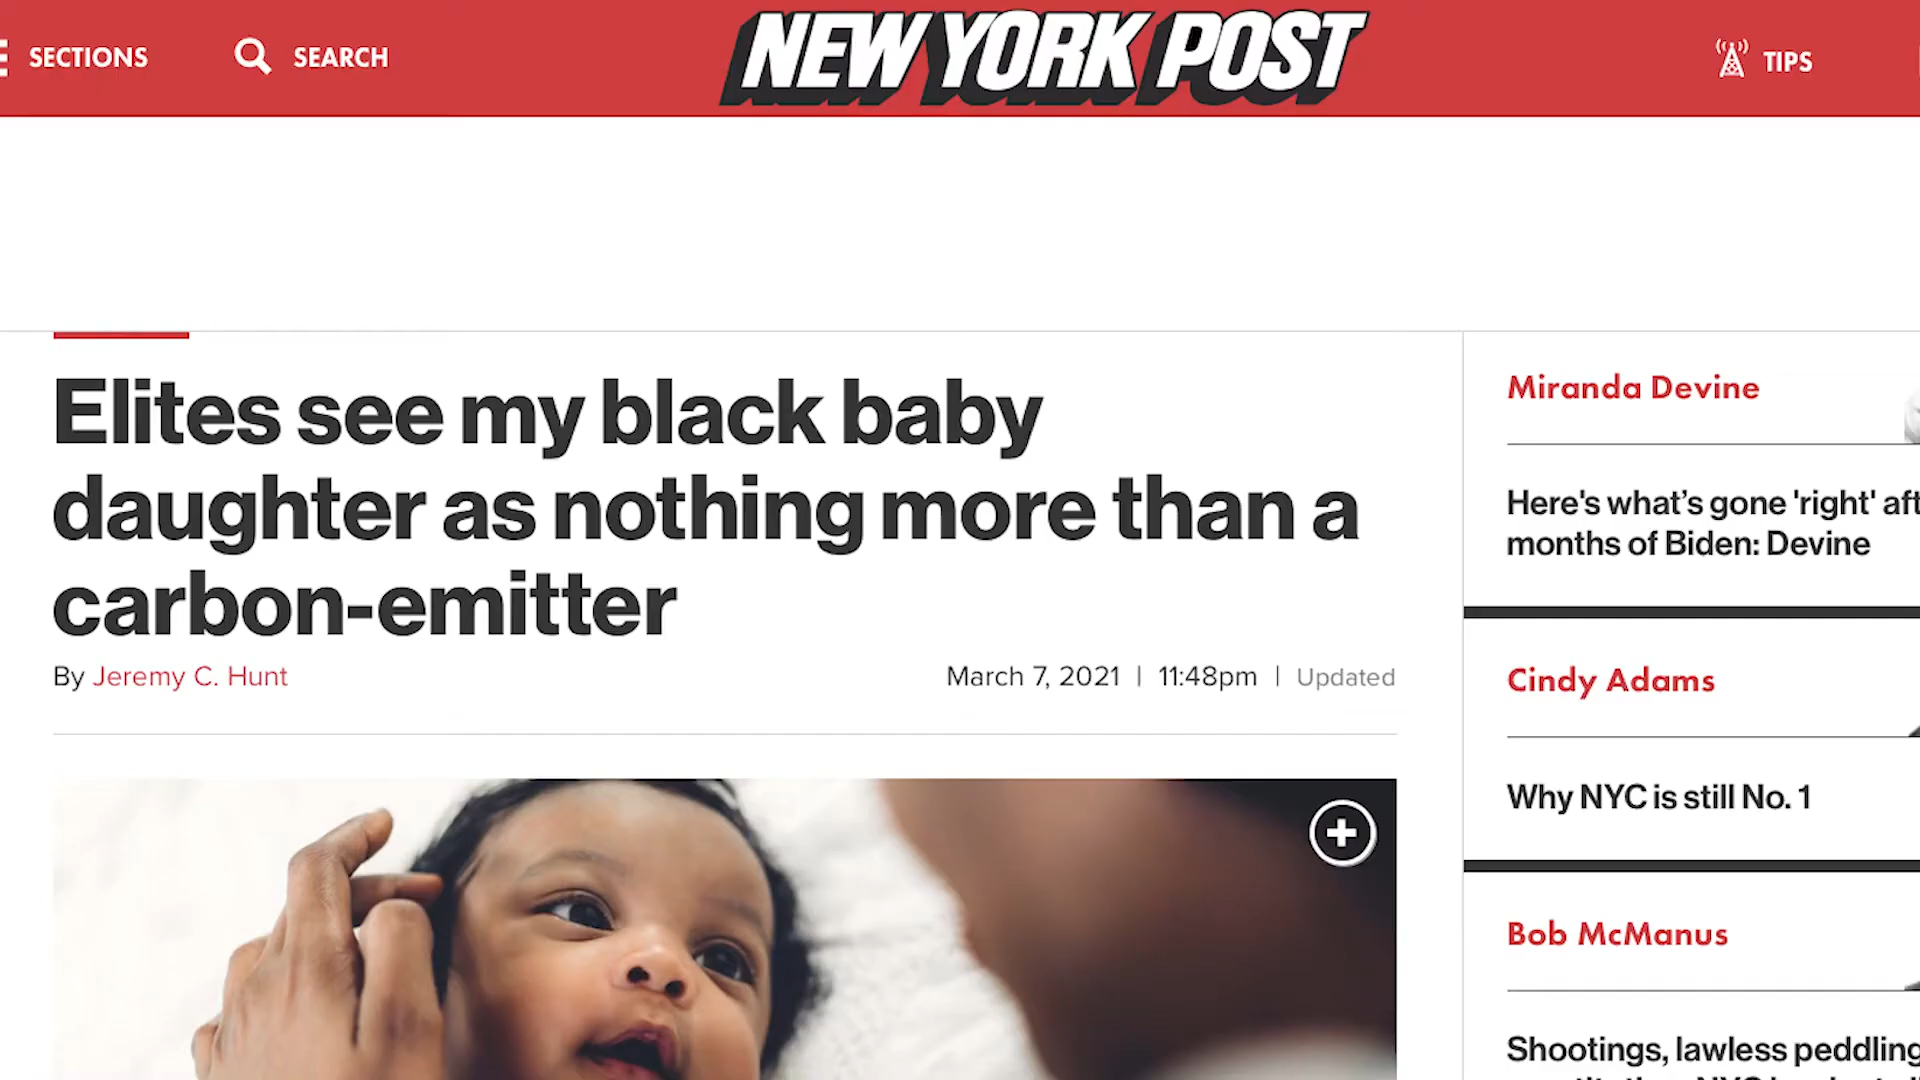 SECTIONS
SEARCH
NEW YORK POST
TIPS
Elites see my black baby
daughter as nothing more than a
carbon-emitter
By Jeremy C. Hunt
March 7, 2021 | 11:48pm | Updated
Miranda Devine
Here's what's gone 'right' aft
months of Biden: Devine
Cindy Adams
Why NYC is still No. 1
Bob McManus
Shootings, lawless peddling